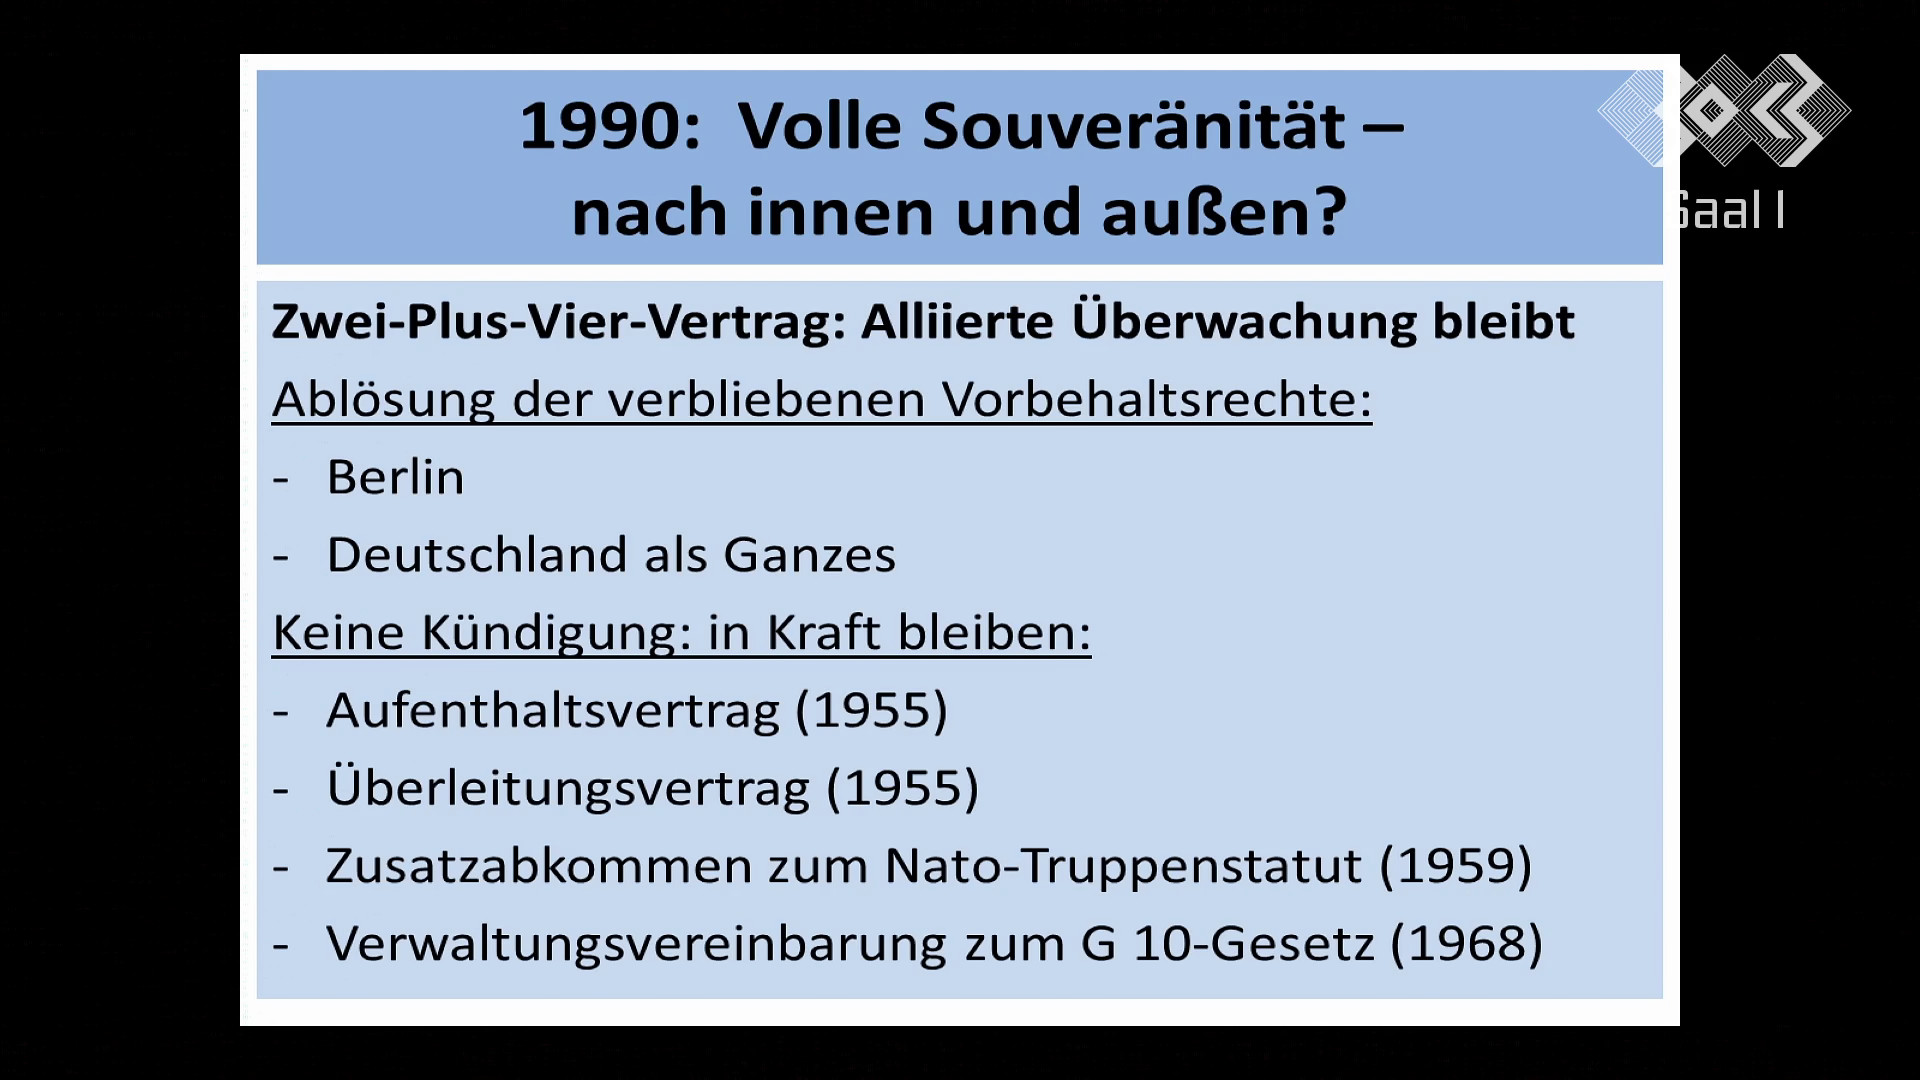 1990: Volle Souveränität –
nach innen und außen?
Saal 1
Zwei-Plus-Vier-Vertrag: Alliierte Überwachung bleibt
Ablösung der verbliebenen Vorbehaltsrechte:
- Berlin
- Deutschland als Ganzes
Keine Kündigung: in Kraft bleiben:
- Aufenthaltsvertrag (1955)
- Überleitungsvertrag (1955)
- Zusatzabkommen zum Nato-Truppenstatut (1959)
- Verwaltungsvereinbarung zum G 10-Gesetz (1968)